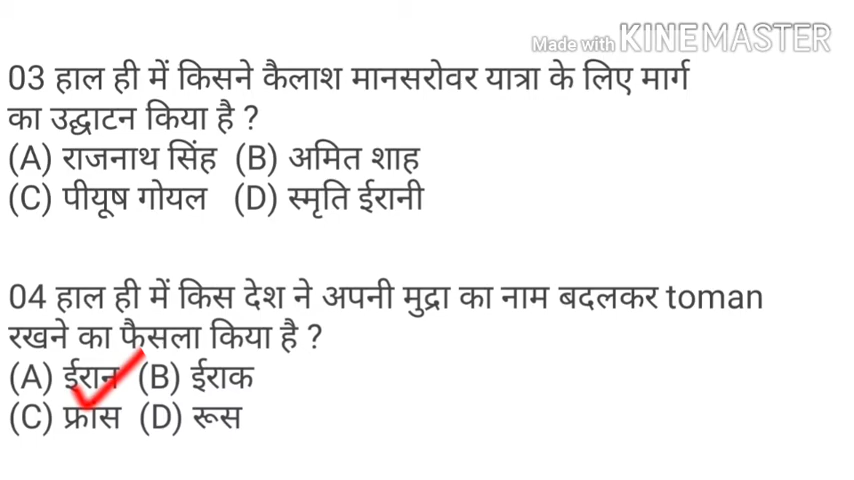 Made with KINEMASTER
03 हाल ही में किसने कैलाश मानसरोवर यात्रा के लिए मार्ग
का उद्घाटन किया है ?
(A) राजनाथ सिंह (B) अमित शाह
(C) पीयूष गोयल (D) स्मृति ईरानी
04 हाल ही में किस देश ने अपनी मुद्रा का नाम बदलकर toman
रखने का फैसला किया है ?
(A) ईरान (B) ईराक
(C) फ्रांस (D) रूस